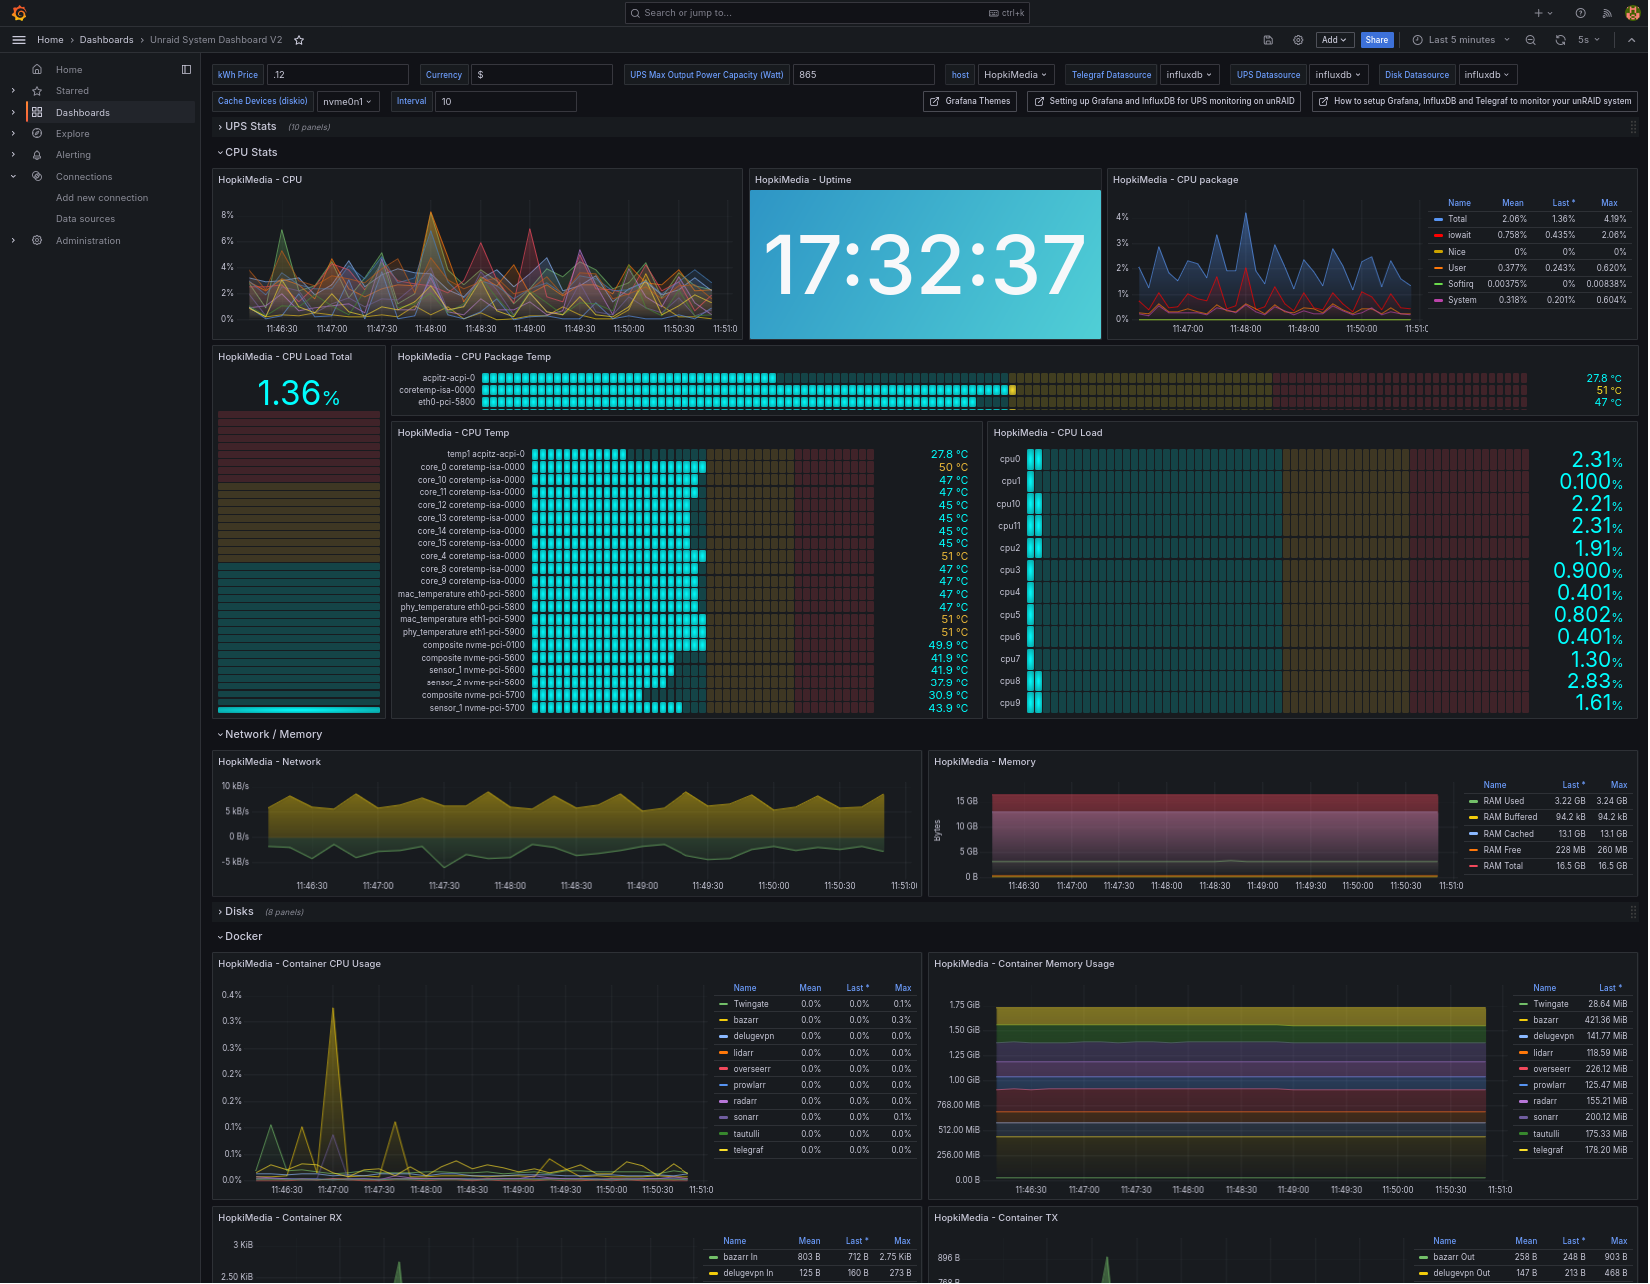 Search or jump to...
ctrl+k
Home › Dashboards › Unraid System Dashboard V2
Add
Share
Last 5 minutes
5s
Home
Starred
Dashboards
Explore
Alerting
Connections
Add new connection
Data sources
Administration
kWh Price .12
Currency $
UPS Max Output Power Capacity (Watt) 865
host HopkiMedia
Telegraf Datasource influxdb
UPS Datasource influxdb
Disk Datasource influxdb
Cache Devices (diskio) nvme0n1
Interval 10
Grafana Themes
Setting up Grafana and InfluxDB for UPS monitoring on unRAID
How to setup Grafana, InfluxDB and Telegraf to monitor your unRAID system
UPS Stats (10 panels)
CPU Stats
HopkiMedia - CPU
8%
6%
4%
2%
0%
11:46:30 11:47:00 11:47:30 11:48:00 11:48:30 11:49:00 11:49:30 11:50:00 11:50:30 11:51:0
HopkiMedia - Uptime
17:32:37
HopkiMedia - CPU package
4%
3%
2%
1%
0%
11:47:00 11:48:00 11:49:00 11:50:00 11:51:0
Name Mean Last * Max
Total 2.06% 1.36% 4.19%
iowait 0.758% 0.435% 2.06%
Nice 0% 0% 0%
User 0.377% 0.243% 0.620%
Softirq 0.00375% 0% 0.00838%
System 0.318% 0.201% 0.604%
HopkiMedia - CPU Load Total
1.36%
HopkiMedia - CPU Package Temp
acpitz-acpi-0 27.8 °C
coretemp-isa-0000 51 °C
eth0-pci-5800 47 °C
HopkiMedia - CPU Temp
temp1 acpitz-acpi-0 27.8 °C
core_0 coretemp-isa-0000 50 °C
core_10 coretemp-isa-0000 47 °C
core_11 coretemp-isa-0000 47 °C
core_12 coretemp-isa-0000 45 °C
core_13 coretemp-isa-0000 45 °C
core_14 coretemp-isa-0000 45 °C
core_15 coretemp-isa-0000 45 °C
core_4 coretemp-isa-0000 51 °C
core_8 coretemp-isa-0000 47 °C
core_9 coretemp-isa-0000 47 °C
mac_temperature eth0-pci-5800 47 °C
phy_temperature eth0-pci-5800 47 °C
mac_temperature eth1-pci-5900 51 °C
phy_temperature eth1-pci-5900 51 °C
composite nvme-pci-0100 49.9 °C
composite nvme-pci-5600 41.9 °C
sensor_1 nvme-pci-5600 41.9 °C
sensor_2 nvme-pci-5600 37.9 °C
composite nvme-pci-5700 30.9 °C
sensor_1 nvme-pci-5700 43.9 °C
HopkiMedia - CPU Load
cpu0 2.31%
cpu1 0.100%
cpu10 2.21%
cpu11 2.31%
cpu2 1.91%
cpu3 0.900%
cpu4 0.401%
cpu5 0.802%
cpu6 0.401%
cpu7 1.30%
cpu8 2.83%
cpu9 1.61%
Network / Memory
HopkiMedia - Network
10 kB/s
5 kB/s
0 B/s
-5 kB/s
11:46:30 11:47:00 11:47:30 11:48:00 11:48:30 11:49:00 11:49:30 11:50:00 11:50:30 11:51:0
HopkiMedia - Memory
Bytes
15 GB
10 GB
5 GB
0 B
11:46:30 11:47:00 11:47:30 11:48:00 11:48:30 11:49:00 11:49:30 11:50:00 11:50:30 11:51:0
Name Last * Max
RAM Used 3.22 GB 3.24 GB
RAM Buffered 94.2 kB 94.2 kB
RAM Cached 13.1 GB 13.1 GB
RAM Free 228 MB 260 MB
RAM Total 16.5 GB 16.5 GB
Disks (8 panels)
Docker
HopkiMedia - Container CPU Usage
0.4%
0.3%
0.3%
0.2%
0.2%
0.1%
0.1%
0.0%
11:46:30 11:47:00 11:47:30 11:48:00 11:48:30 11:49:00 11:49:30 11:50:00 11:50:30 11:51:0
Name Mean Last * Max
Twingate 0.0% 0.0% 0.1%
bazarr 0.0% 0.0% 0.3%
delugevpn 0.0% 0.0% 0.0%
lidarr 0.0% 0.0% 0.0%
overseerr 0.0% 0.0% 0.0%
prowlarr 0.0% 0.0% 0.0%
radarr 0.0% 0.0% 0.0%
sonarr 0.0% 0.0% 0.1%
tautulli 0.0% 0.0% 0.0%
telegraf 0.0% 0.0% 0.0%
HopkiMedia - Container Memory Usage
1.75 GiB
1.50 GiB
1.25 GiB
1.00 GiB
768.00 MiB
512.00 MiB
256.00 MiB
0.00 B
11:46:30 11:47:00 11:47:30 11:48:00 11:48:30 11:49:00 11:49:30 11:50:00 11:50:30 11:51:0
Name Last *
Twingate 28.64 MiB
bazarr 421.36 MiB
delugevpn 141.77 MiB
lidarr 118.59 MiB
overseerr 226.12 MiB
prowlarr 125.47 MiB
radarr 155.21 MiB
sonarr 200.12 MiB
tautulli 175.33 MiB
telegraf 178.20 MiB
HopkiMedia - Container RX
3 KiB
2.50 KiB
Name Mean Last * Max
bazarr In 803 B 712 B 2.75 KiB
delugevpn In 125 B 160 B 273 B
HopkiMedia - Container TX
896 B
768 B
Name Mean Last * Max
bazarr Out 258 B 248 B 903 B
delugevpn Out 147 B 213 B 468 B